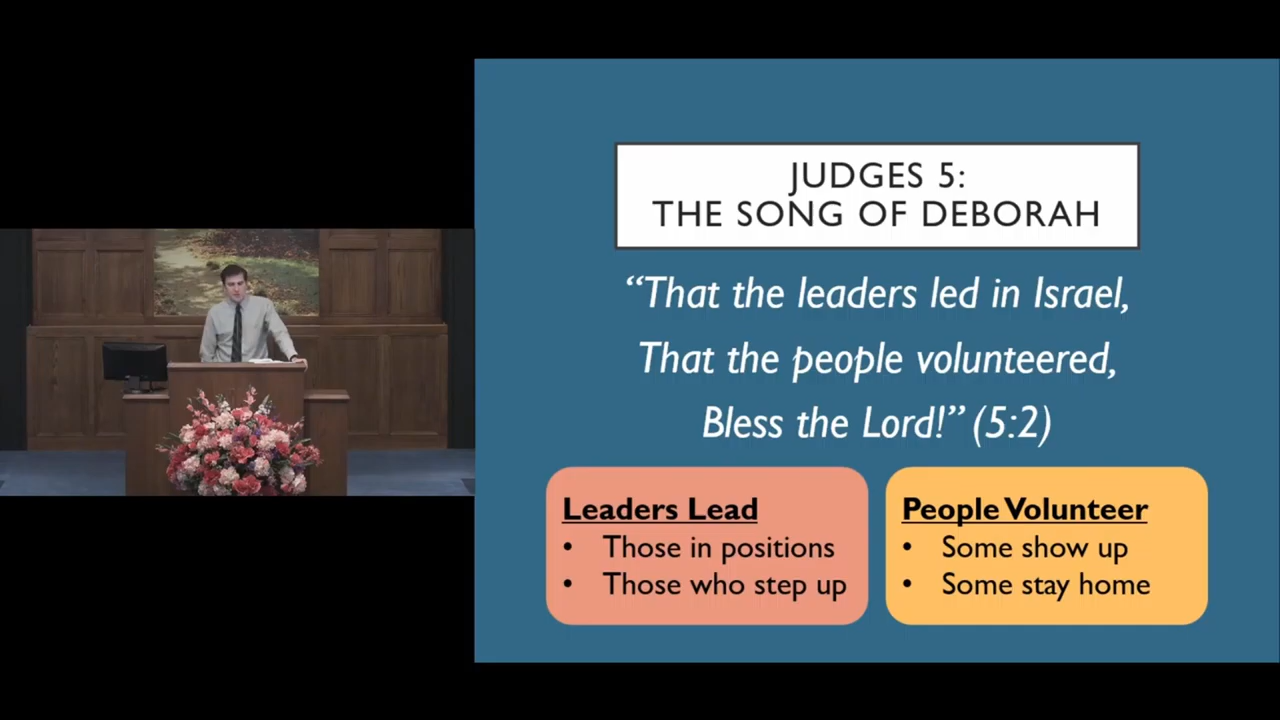 JUDGES 5:
THE SONG OF DEBORAH
“That the leaders led in Israel,
That the people volunteered,
Bless the Lord!” (5:2)
Leaders Lead
• Those in positions
• Those who step up
People Volunteer
• Some show up
• Some stay home